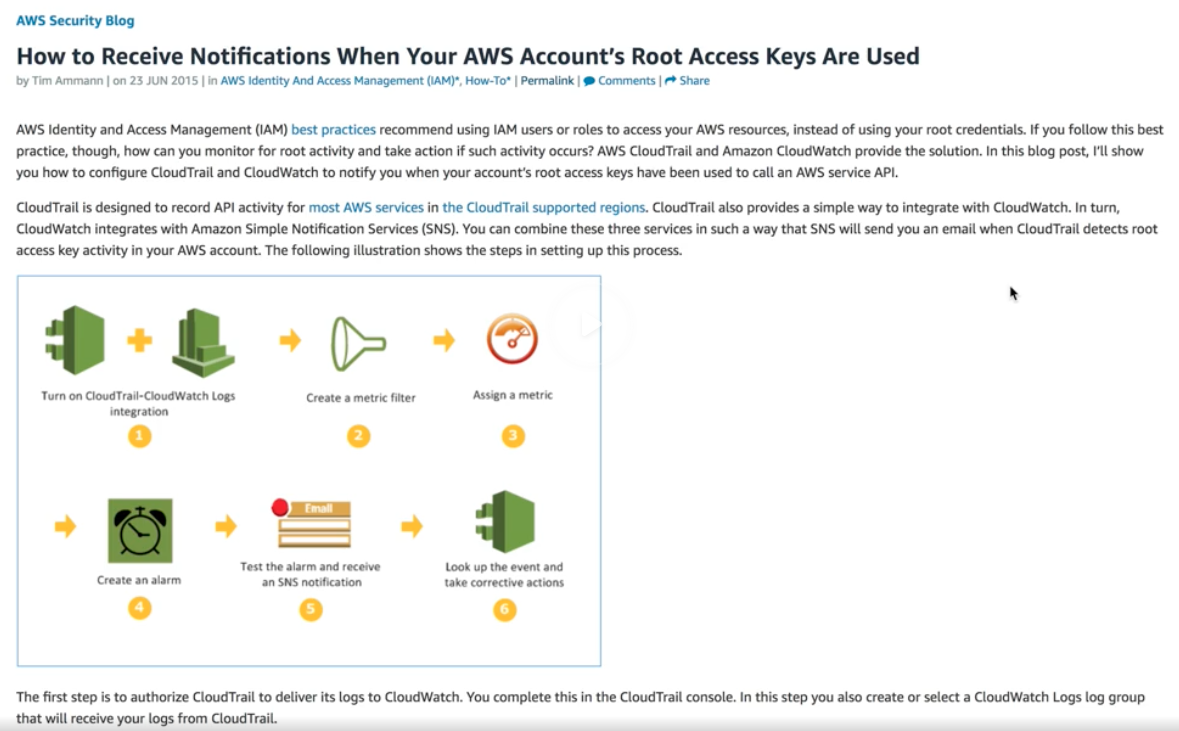 AWS Security Blog
How to Receive Notifications When Your AWS Account's Root Access Keys Are Used
by Tim Ammann | on 23 JUN 2015 | in AWS Identity And Access Management (IAM)*, How-To* | Permalink | Comments | Share
AWS Identity and Access Management (IAM) best practices recommend using IAM users or roles to access your AWS resources, instead of using your root credentials. If you follow this best
practice, though, how can you monitor for root activity and take action if such activity occurs? AWS CloudTrail and Amazon CloudWatch provide the solution. In this blog post, I'll show
you how to configure CloudTrail and CloudWatch to notify you when your account's root access keys have been used to call an AWS service API.
CloudTrail is designed to record API activity for most AWS services in the CloudTrail supported regions. CloudTrail also provides a simple way to integrate with CloudWatch. In turn,
CloudWatch integrates with Amazon Simple Notification Services (SNS). You can combine these three services in such a way that SNS will send you an email when CloudTrail detects root
access key activity in your AWS account. The following illustration shows the steps in setting up this process.
Turn on CloudTrail-CloudWatch Logs
integration
1
Create a metric filter
2
Assign a metric
3
Create an alarm
4
Email
Test the alarm and receive
an SNS notification
5
Look up the event and
take corrective actions
6
The first step is to authorize CloudTrail to deliver its logs to CloudWatch. You complete this in the CloudTrail console. In this step you also create or select a CloudWatch Logs log group
that will receive your logs from CloudTrail.